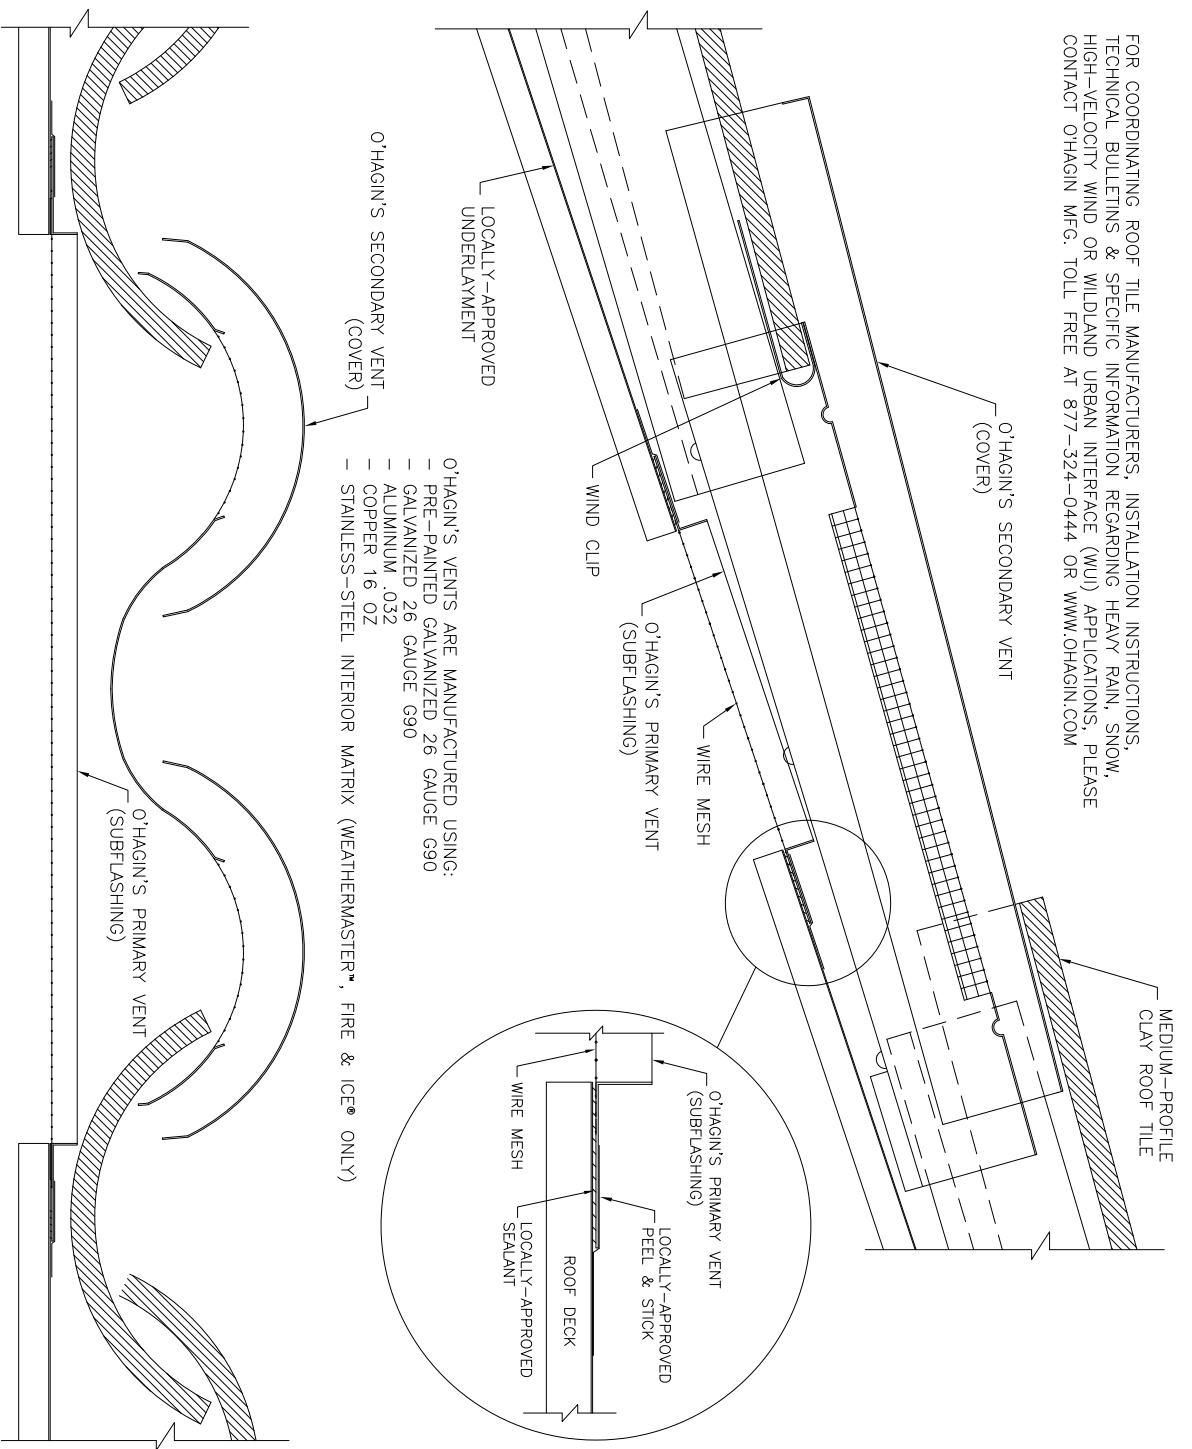 FOR COORDINATING ROOF TILE MANUFACTURERS, INSTALLATION INSTRUCTIONS,
TECHNICAL BULLETINS & SPECIFIC INFORMATION REGARDING HEAVY RAIN, SNOW,
HIGH-VELOCITY WIND OR WILDLAND URBAN INTERFACE (WUI) APPLICATIONS, PLEASE
CONTACT O'HAGIN MFG. TOLL FREE AT 877-324-0444 OR WWW.OHAGIN.COM
MEDIUM-PROFILE
CLAY ROOF TILE
O'HAGIN'S SECONDARY VENT
(COVER)
WIRE MESH
O'HAGIN'S PRIMARY VENT
(SUBFLASHING)
WIND CLIP
LOCALLY-APPROVED
UNDERLAYMENT
O'HAGIN'S PRIMARY VENT
(SUBFLASHING)
LOCALLY-APPROVED
PEEL & STICK
ROOF DECK
WIRE MESH
LOCALLY-APPROVED
SEALANT
O'HAGIN'S VENTS ARE MANUFACTURED USING:
- PRE-PAINTED GALVANIZED 26 GAUGE G90
- GALVANIZED 26 GAUGE G90
- ALUMINUM .032
- COPPER 16 OZ
- STAINLESS-STEEL INTERIOR MATRIX (WEATHERMASTER™, FIRE & ICE® ONLY)
O'HAGIN'S SECONDARY VENT
(COVER)
O'HAGIN'S PRIMARY VENT
(SUBFLASHING)